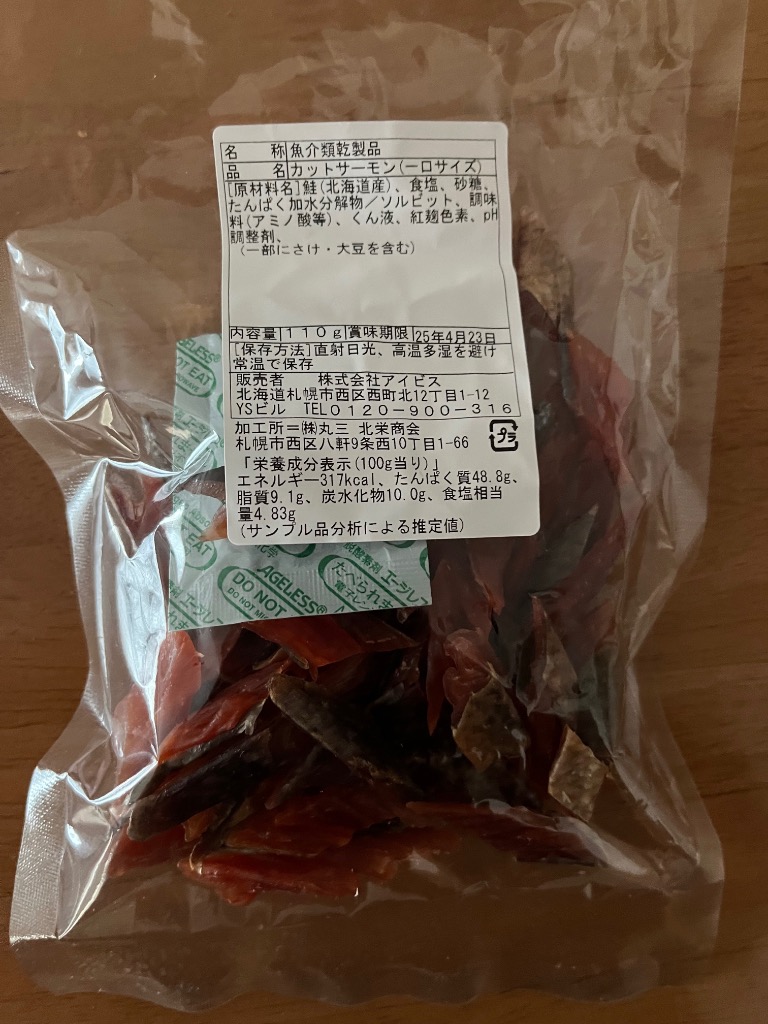 名 称 魚介類乾製品
品 名 カットサーモン(一口サイズ)
[原材料名]鮭(北海道産)、食塩、砂糖、
たんぱく加水分解物／ソルビット、調味
料(アミノ酸等)、くん液、紅麹色素、pH
調整剤、
(一部にさけ・大豆を含む)
内容量 110g 賞味期限 25年4月23日
[保存方法]直射日光、高温多湿を避け
常温で保存
販売者 株式会社アイビス
北海道札幌市西区西町北12丁目1-12
YSビル TEL0120-900-316
加工所=㈱丸三 北栄商会
札幌市西区八軒9条西10丁目1-66
プラ
「栄養成分表示(100g当り)」
エネルギー317kcal、たんぱく質48.8g、
脂質9.1g、炭水化物10.0g、食塩相当
量4.83g
(サンプル品分析による推定値)
AGELESS®
DO NOT
たべられま
エージレ